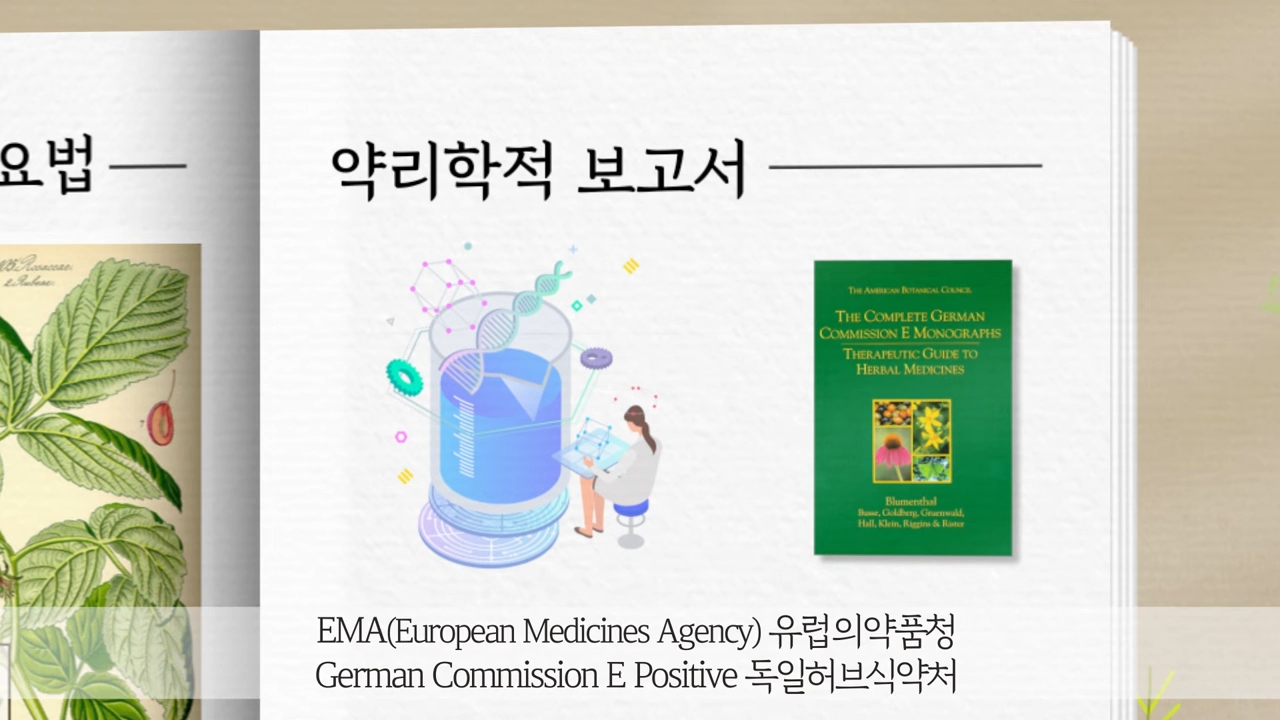 요법
약리학적 보고서
Rosaceae.
THE AMERICAN BOTANICAL COUNCIL
THE COMPLETE GERMAN
COMMISSION E MONOGRAPHS
THERAPEUTIC GUIDE TO
HERBAL MEDICINES
7
Blumenthal
Busse, Goldberg, Gruenwald,
Hall, Klein, Riggins & Rister
EMA(European Medicines Agency) 유럽의약품청
German Commission E Positive 독일허브식약처